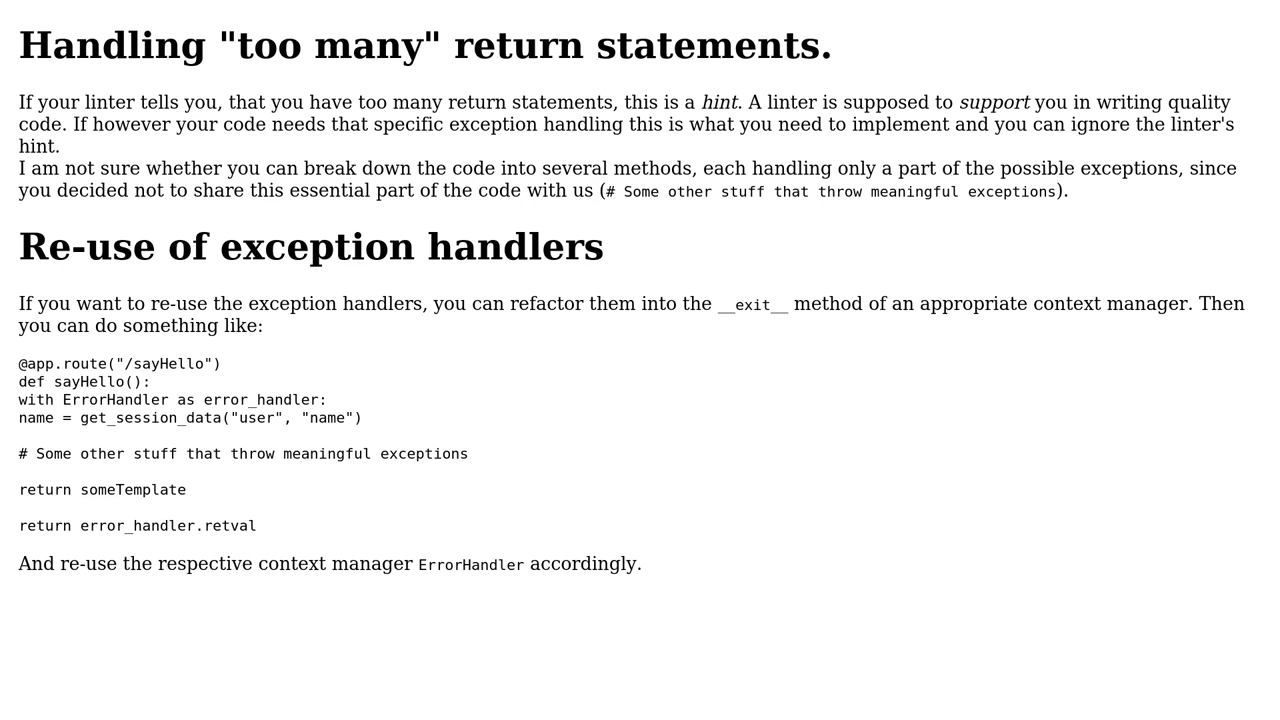 Handling "too many" return statements.
If your linter tells you, that you have too many return statements, this is a hint. A linter is supposed to support you in writing quality
code. If however your code needs that specific exception handling this is what you need to implement and you can ignore the linter's
hint.
I am not sure whether you can break down the code into several methods, each handling only a part of the possible exceptions, since
you decided not to share this essential part of the code with us (# Some other stuff that throw meaningful exceptions).
Re-use of exception handlers
If you want to re-use the exception handlers, you can refactor them into the __exit__ method of an appropriate context manager. Then
you can do something like:
@app.route("/sayHello")
def sayHello():
with ErrorHandler as error_handler:
name = get_session_data("user", "name")
# Some other stuff that throw meaningful exceptions
return someTemplate
return error_handler.retval
And re-use the respective context manager ErrorHandler accordingly.